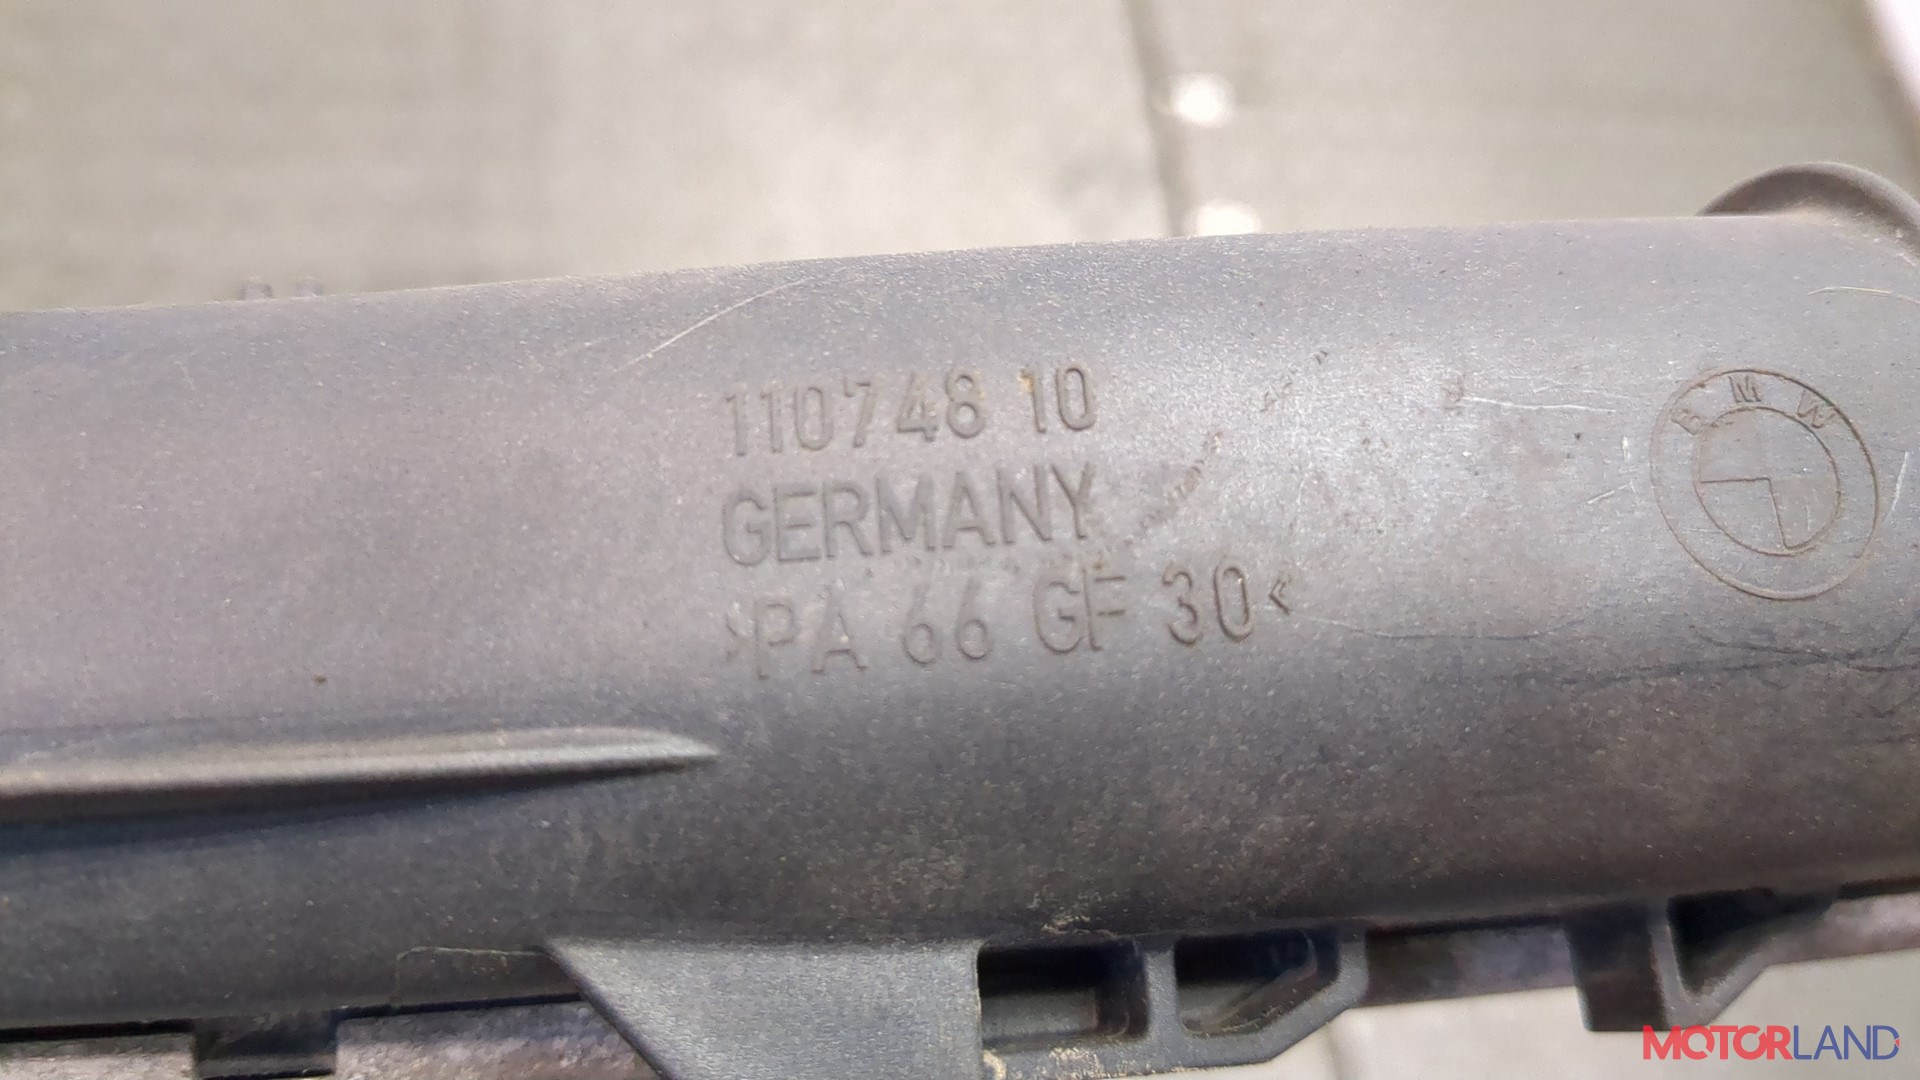 110748 10
GERMANY
>PA 66 GF 30<
BMW
MOTORLAND